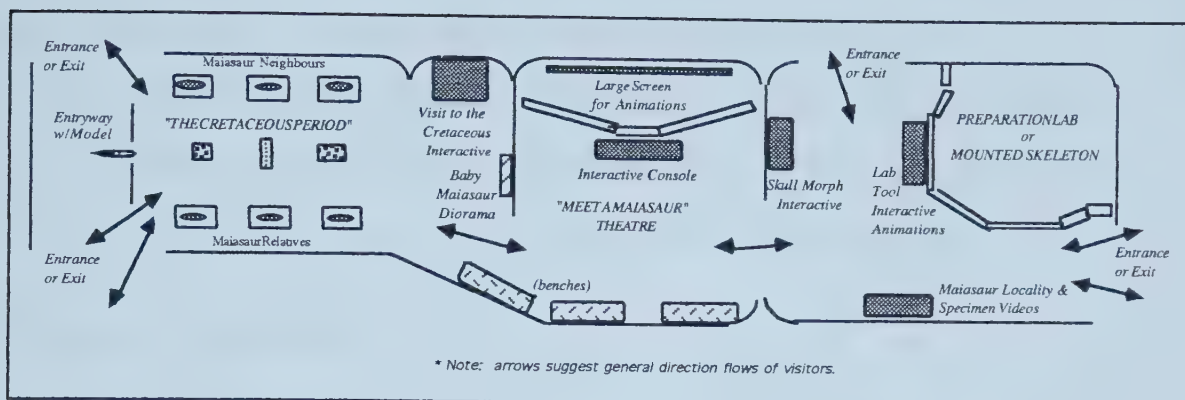 Entrance
or Exit
Maiasaur Neighbours
Entryway
w/Model
"THECRETACEOUSPERIOD"
MaiasaurRelatives
Entrance
or Exit
Visit to the
Cretaceous
Interactive
Baby
Maiasaur
Diorama
Large Screen
for Animations
Interactive Console
"MEETAMAIASAUR"
THEATRE
(benches)
Skull Morph
Interactive
Entrance
or Exit
PREPARATIONLAB
or
MOUNTED SKELETON
Lab
Tool
Interactive
Animations
Entrance
or Exit
Maiasaur Locality &
Specimen Videos
* Note: arrows suggest general direction flows of visitors.